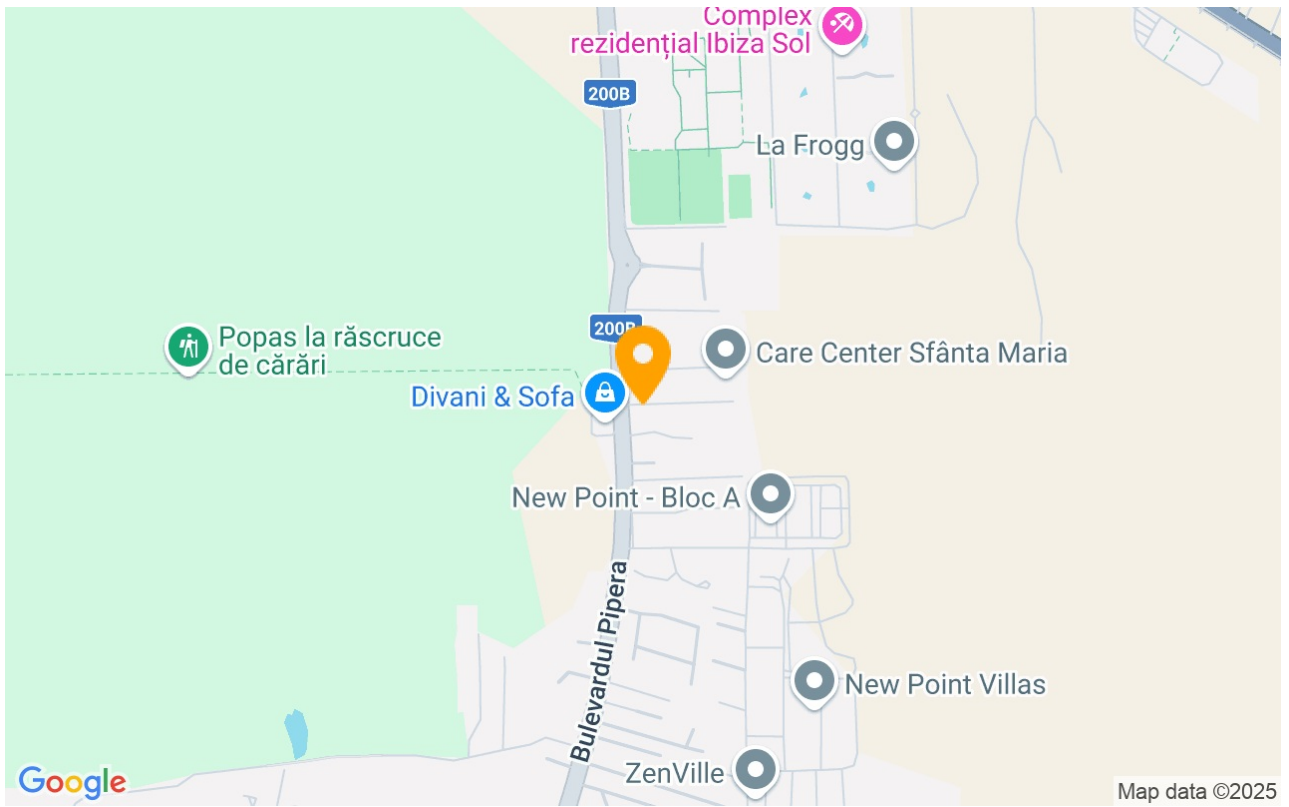 Complex
rezidențial Ibiza Sol
200B
La Frogg
Popas la răscruce
de cărări
200B
Care Center Sfânta Maria
Divani & Sofa
New Point - Bloc A
Bulevardul Pipera
New Point Villas
ZenVille
Google
Map data ©2025